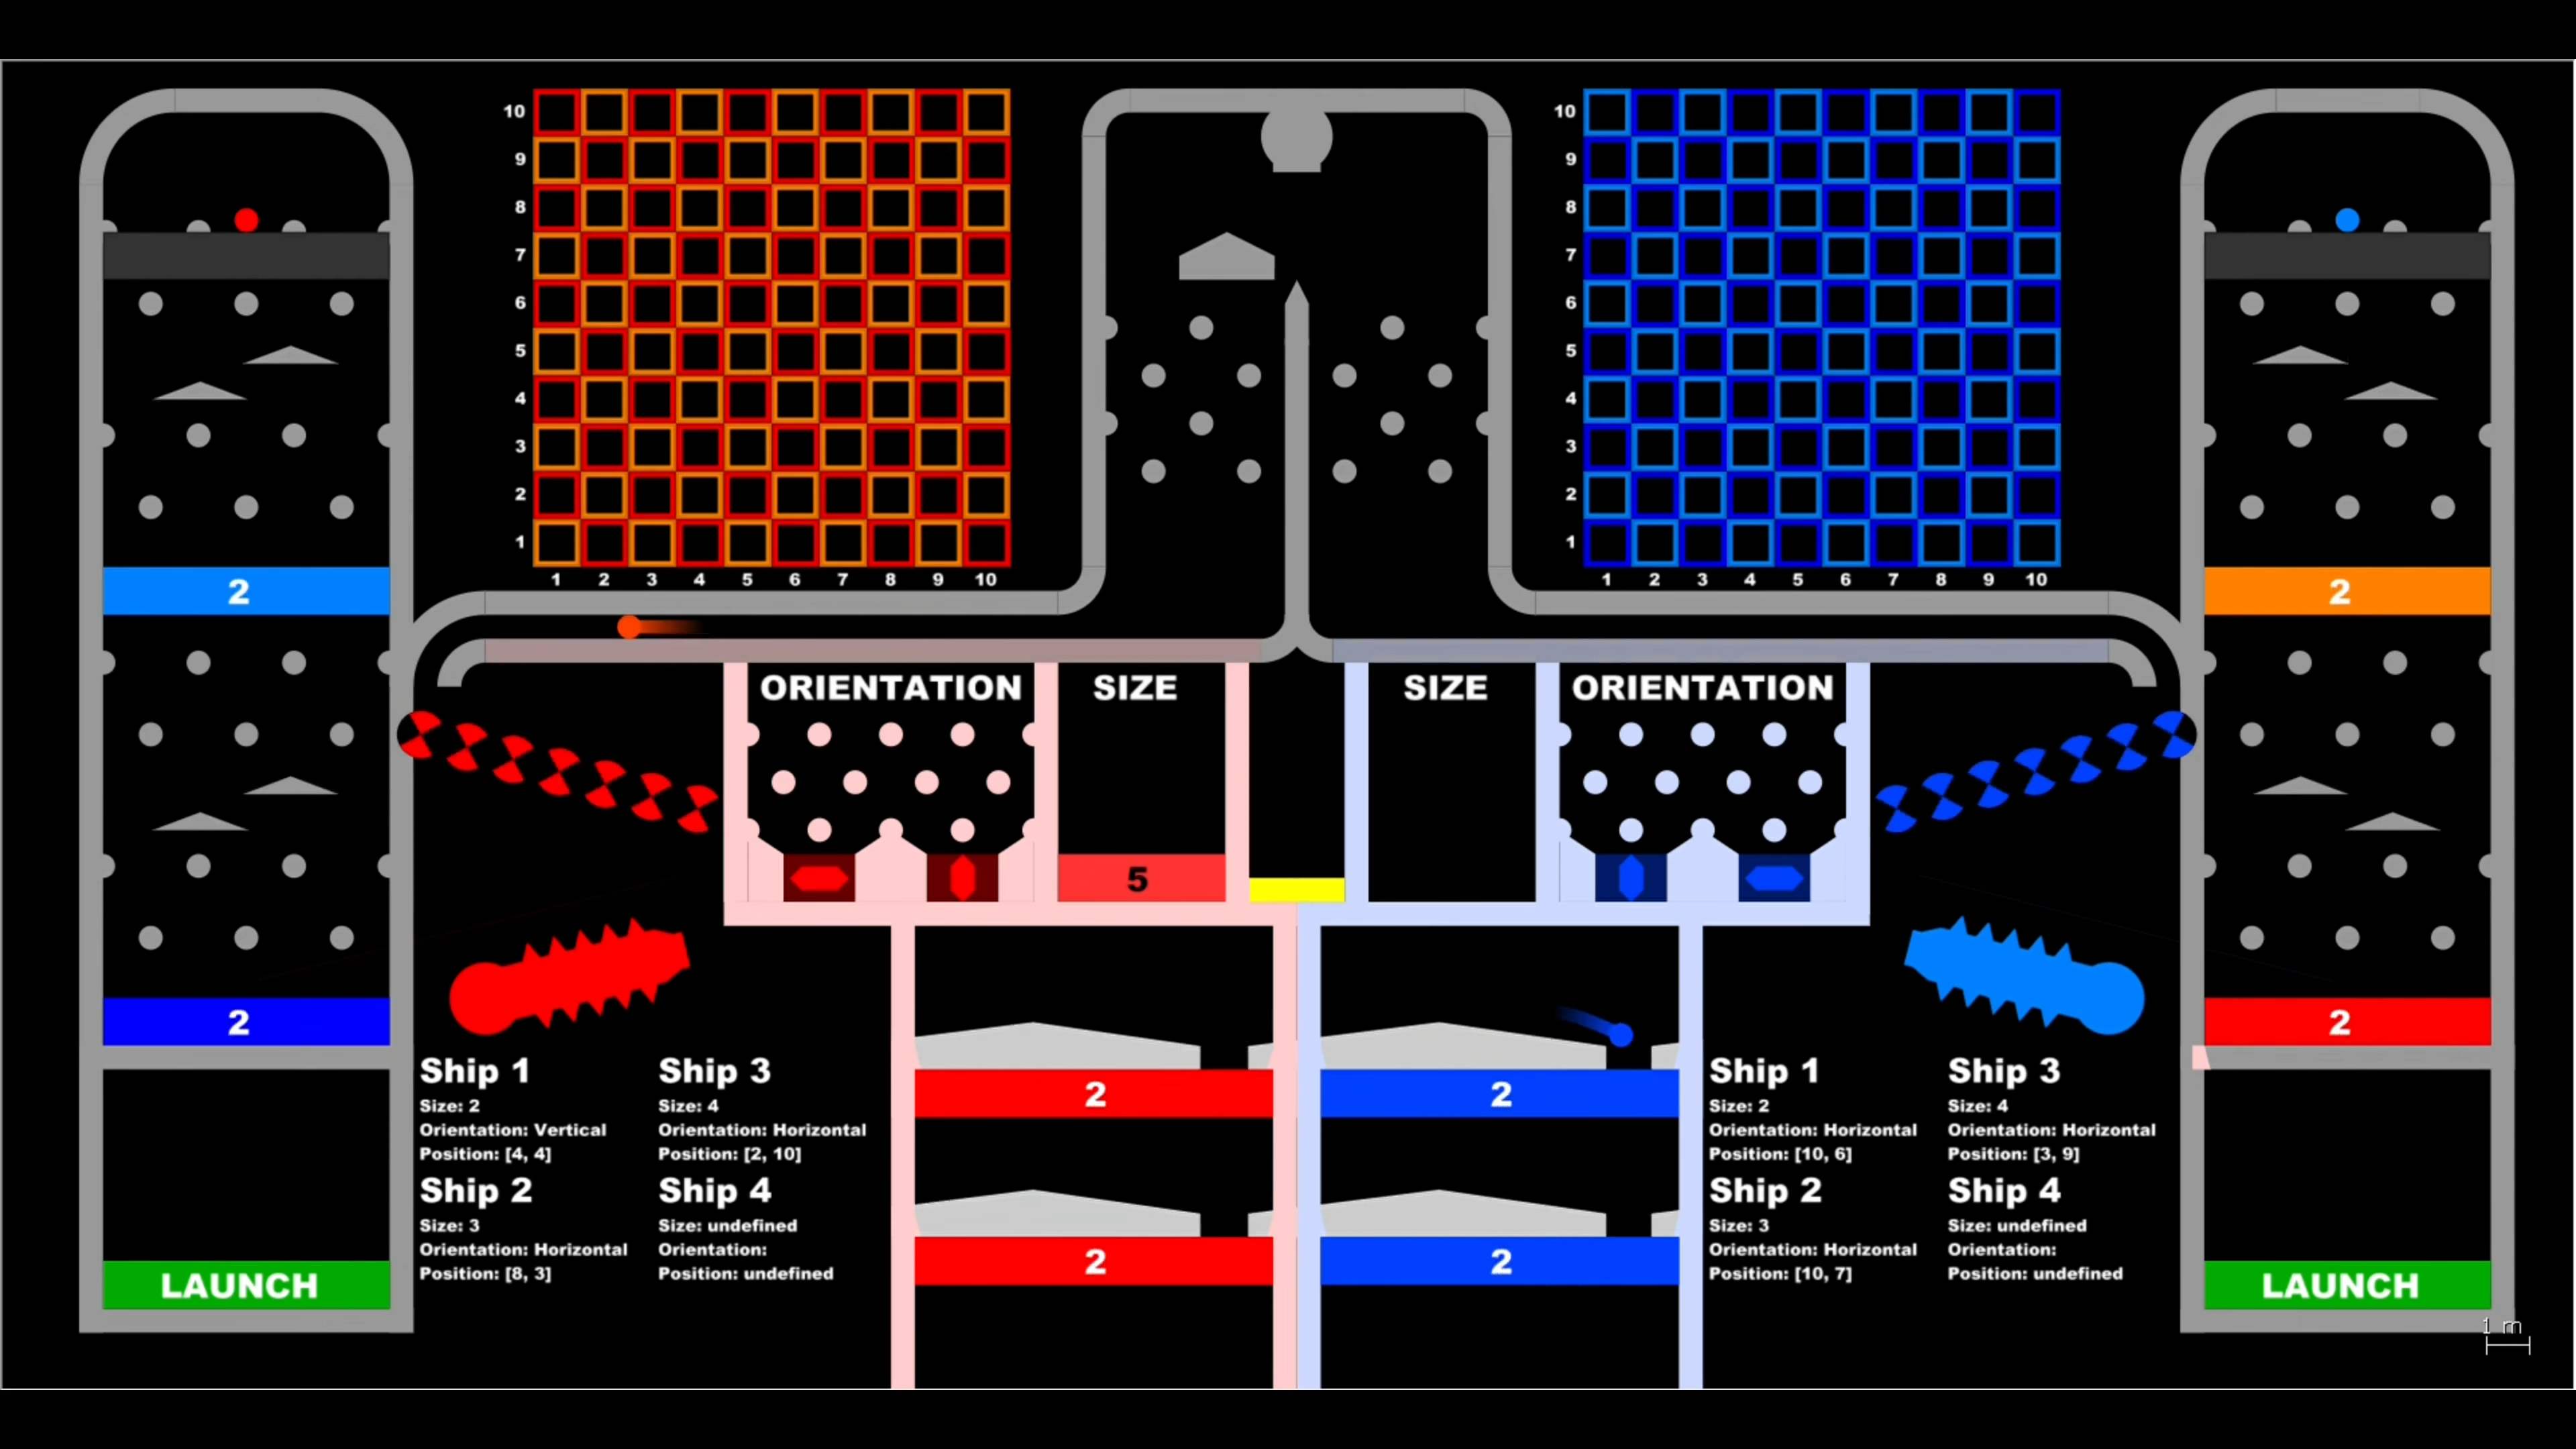 10
9
8
7
6
5
4
3
2
1
1 2 3 4 5 6 7 8 9 10
10
9
8
7
6
5
4
3
2
1
1 2 3 4 5 6 7 8 9 10
2
2
ORIENTATION
SIZE
SIZE
ORIENTATION
5
2
2
Ship 1
Size: 2
Orientation: Vertical
Position: [4, 4]
Ship 2
Size: 3
Orientation: Horizontal
Position: [8, 3]
Ship 3
Size: 4
Orientation: Horizontal
Position: [2, 10]
Ship 4
Size: undefined
Orientation:
Position: undefined
2
2
2
2
Ship 1
Size: 2
Orientation: Horizontal
Position: [10, 6]
Ship 2
Size: 3
Orientation: Horizontal
Position: [10, 7]
Ship 3
Size: 4
Orientation: Horizontal
Position: [3, 9]
Ship 4
Size: undefined
Orientation:
Position: undefined
LAUNCH
LAUNCH
1 m